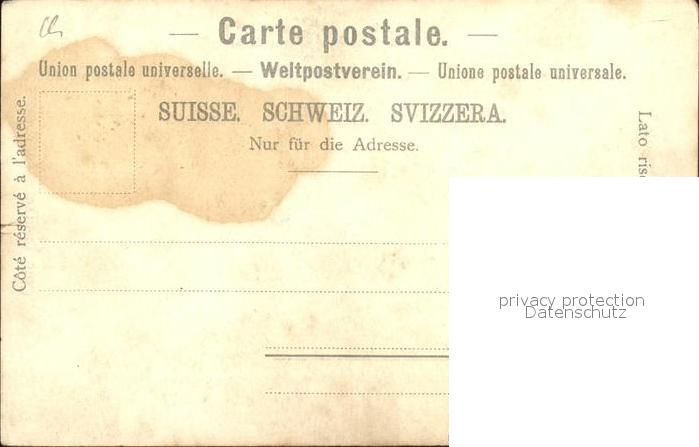 — Carte postale. —
Union postale universelle. — Weltpostverein. — Unione postale universale.
SUISSE. SCHWEIZ. SVIZZERA.
Nur für die Adresse.
Côté réservé à l'adresse.
Lato
privacy protection
Datenschutz